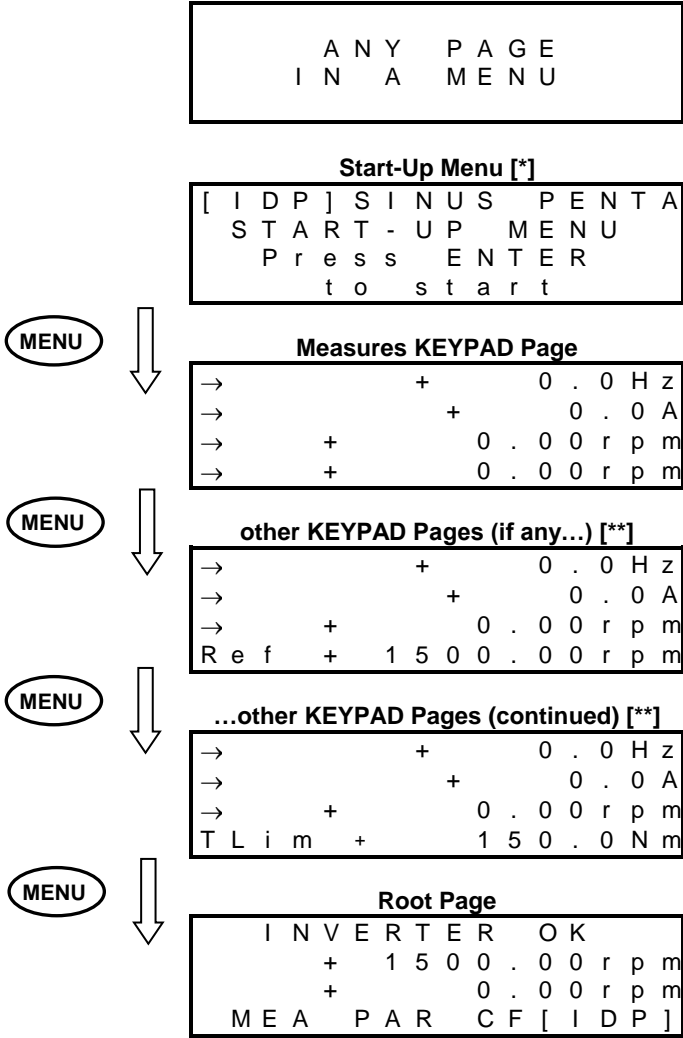 ANY PAGE
IN A MENU
Start-Up Menu [*]
[IDP]SINUS PENTA
START-UP MENU
Press ENTER
to start
MENU
Measures KEYPAD Page
→ + 0.0Hz
→ + 0.0A
→ + 0.00rpm
→ + 0.00rpm
MENU
other KEYPAD Pages (if any…) [**]
→ + 0.0Hz
→ + 0.0A
→ + 0.00rpm
Ref + 1500.00rpm
MENU
…other KEYPAD Pages (continued) [**]
→ + 0.0Hz
→ + 0.0A
→ + 0.00rpm
TLim + 150.0Nm
MENU
Root Page
INVERTER OK
+ 1500.00rpm
+ 0.00rpm
MEA PAR CF[IDP]